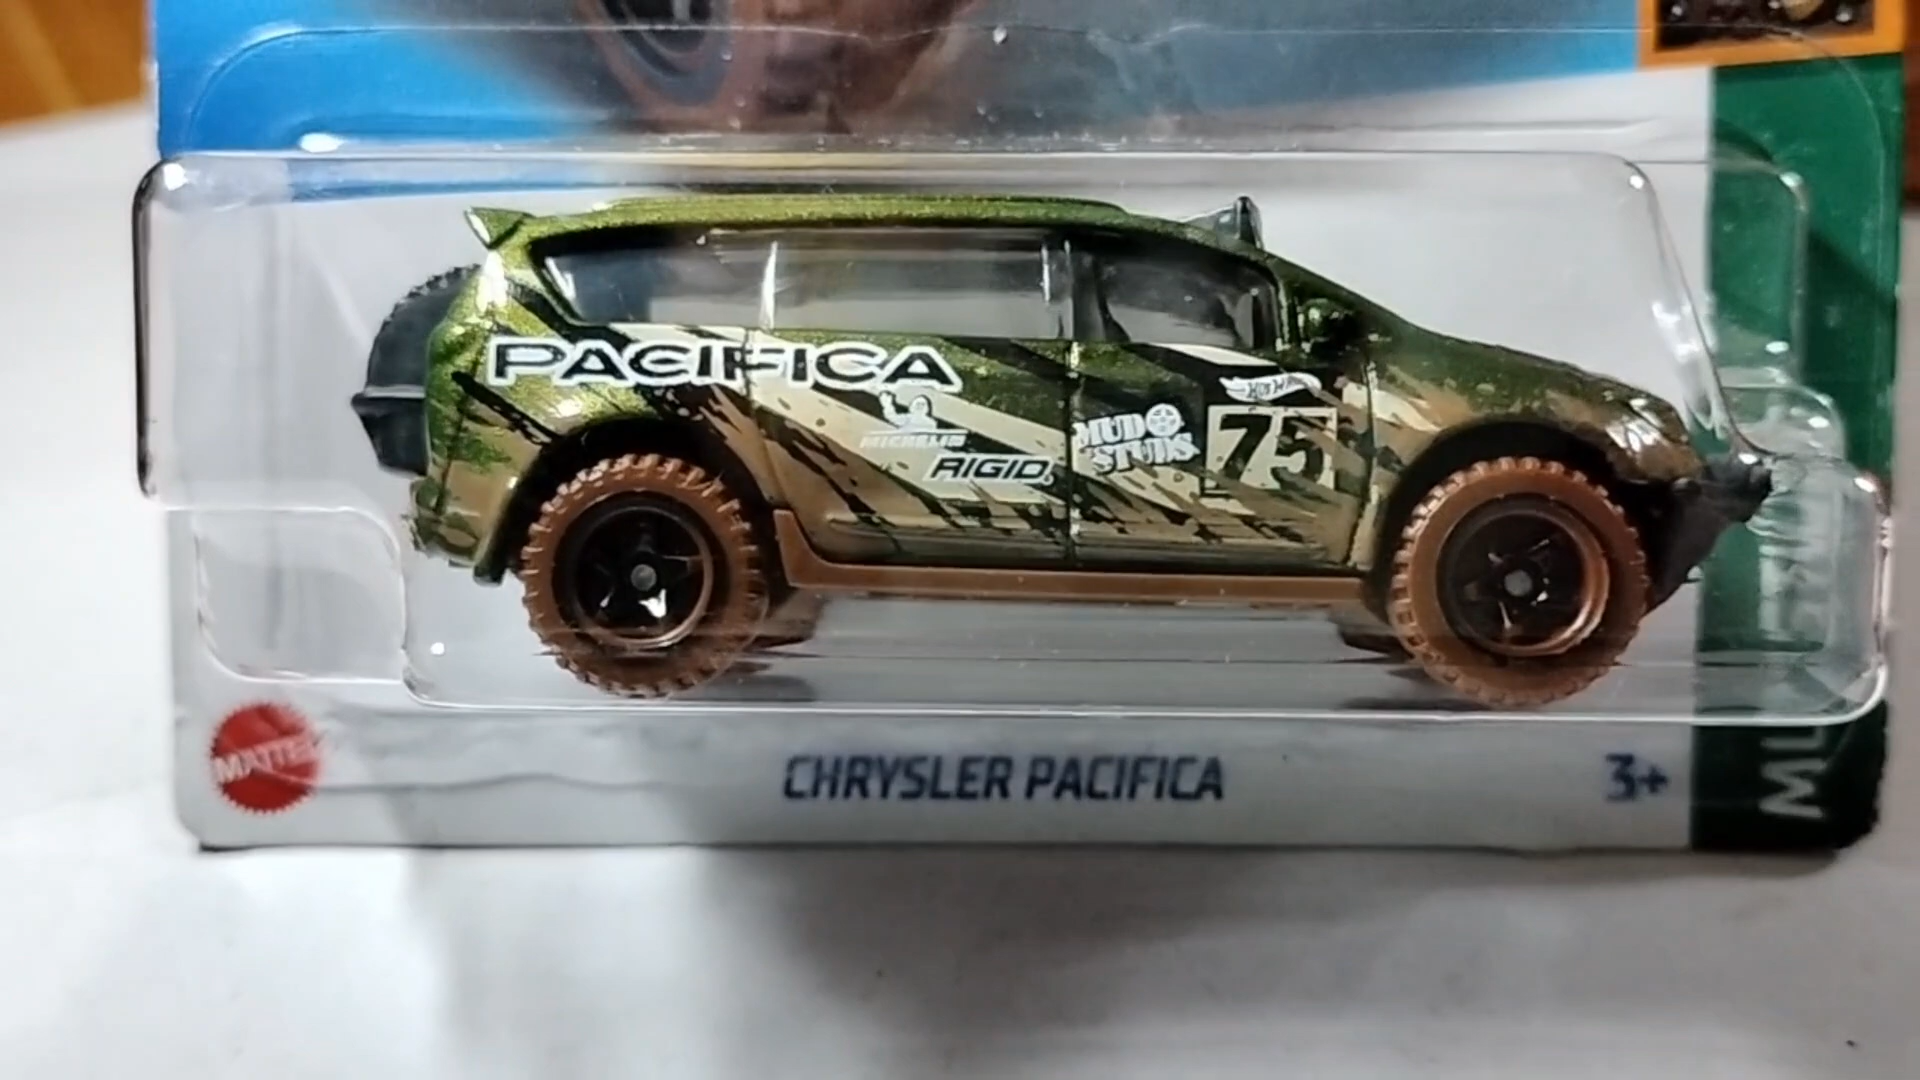 PACIFICA
MICHELIN
RIGID
MUD
STUDS
HOT WHEELS
75
MATTEL
CHRYSLER PACIFICA
3+